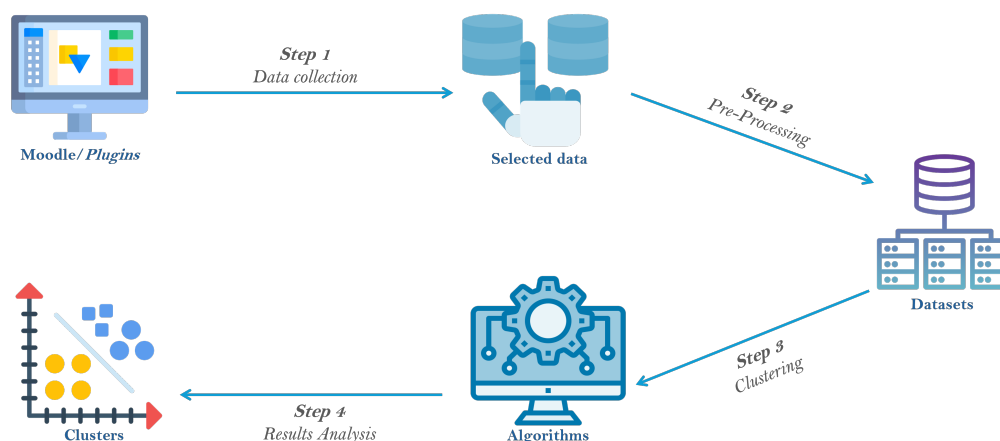 Step 1
Data collection
Moodle/Plugins
Selected data
Step 2
Pre-Processing
Datasets
Step 3
Clustering
Algorithms
Step 4
Results Analysis
Clusters